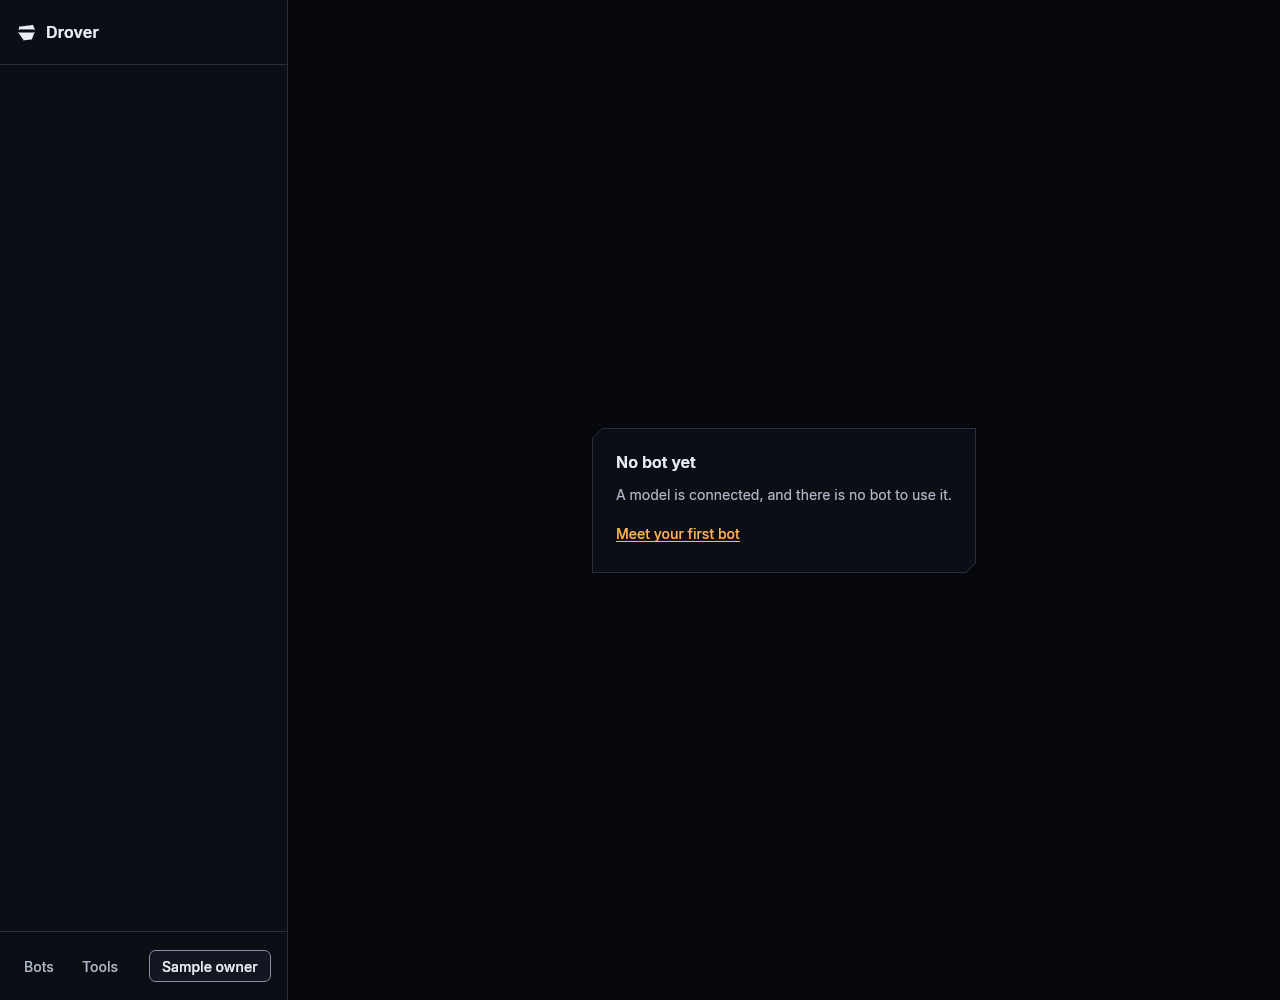 Drover
No bot yet
A model is connected, and there is no bot to use it.
Meet your first bot
Bots Tools Sample owner